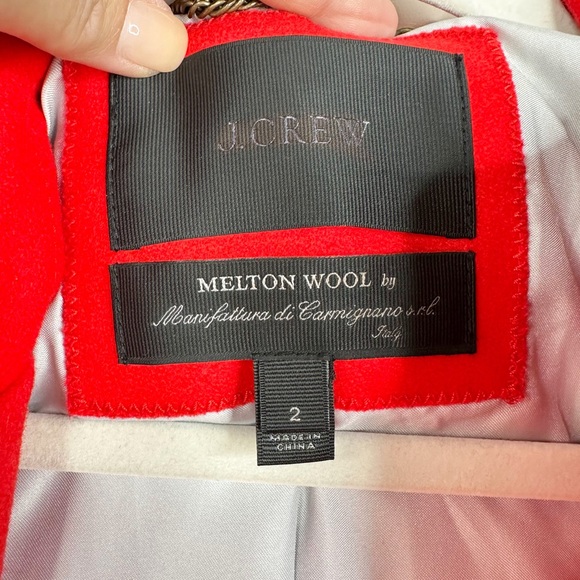 J.CREW
MELTON WOOL by
Manifattura di Carmignano s.r.l.
Italy
2
MADE IN
CHINA